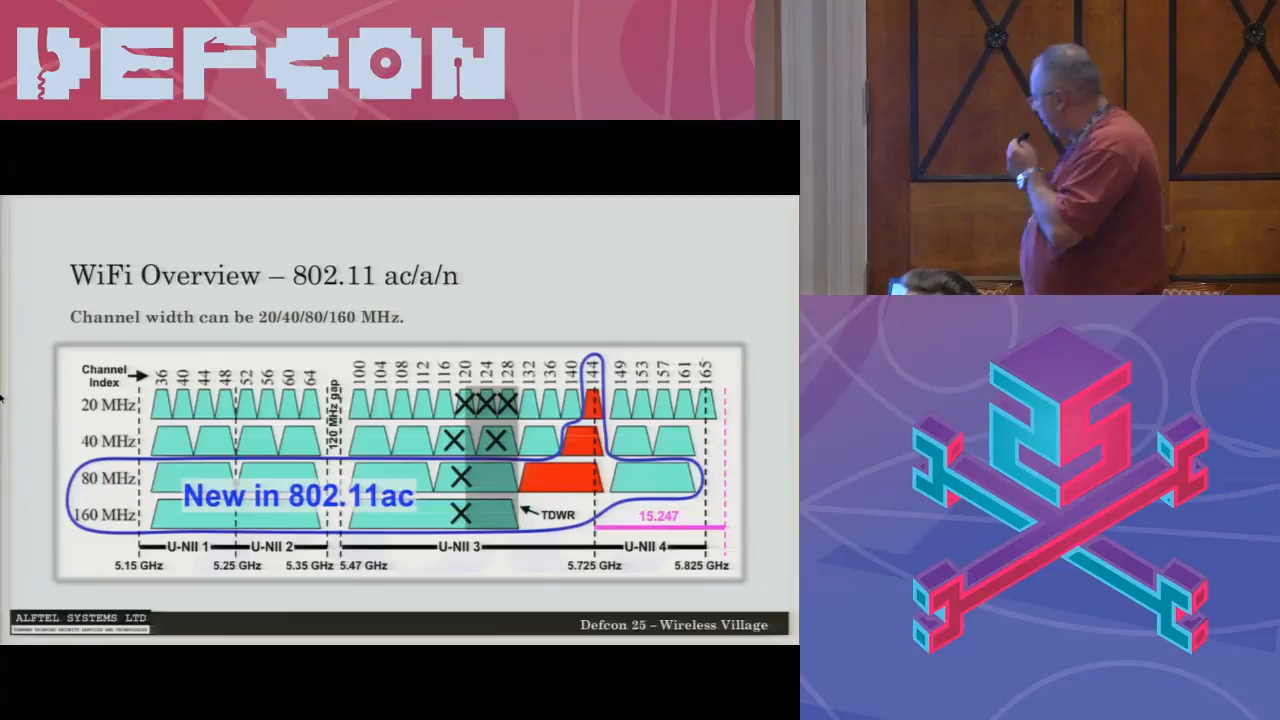 DEFCON
WiFi Overview – 802.11 ac/a/n
Channel width can be 20/40/80/160 MHz.
Channel Index
36 40 44 48 52 56 60 64 100 104 108 112 116 120 124 128 132 136 140 144 149 153 157 161 165
20 MHz
40 MHz
80 MHz
160 MHz
120 MHz gap
New in 802.11ac
TDWR
15.247
U-NII 1 U-NII 2 U-NII 3 U-NII 4
5.15 GHz 5.25 GHz 5.35 GHz 5.47 GHz 5.725 GHz 5.825 GHz
ALFTEL SYSTEMS LTD
Defcon 25 – Wireless Village
25